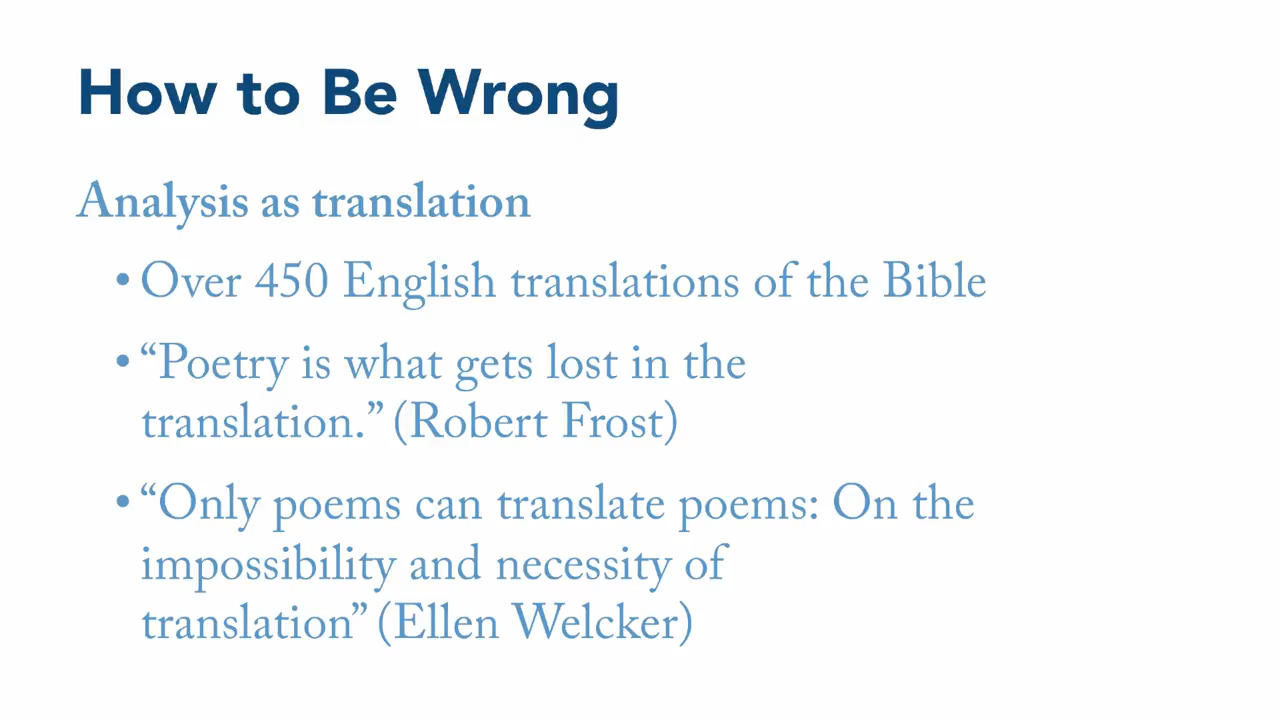 How to Be Wrong
Analysis as translation
• Over 450 English translations of the Bible
• “Poetry is what gets lost in the
translation.” (Robert Frost)
• “Only poems can translate poems: On the
impossibility and necessity of
translation” (Ellen Welcker)